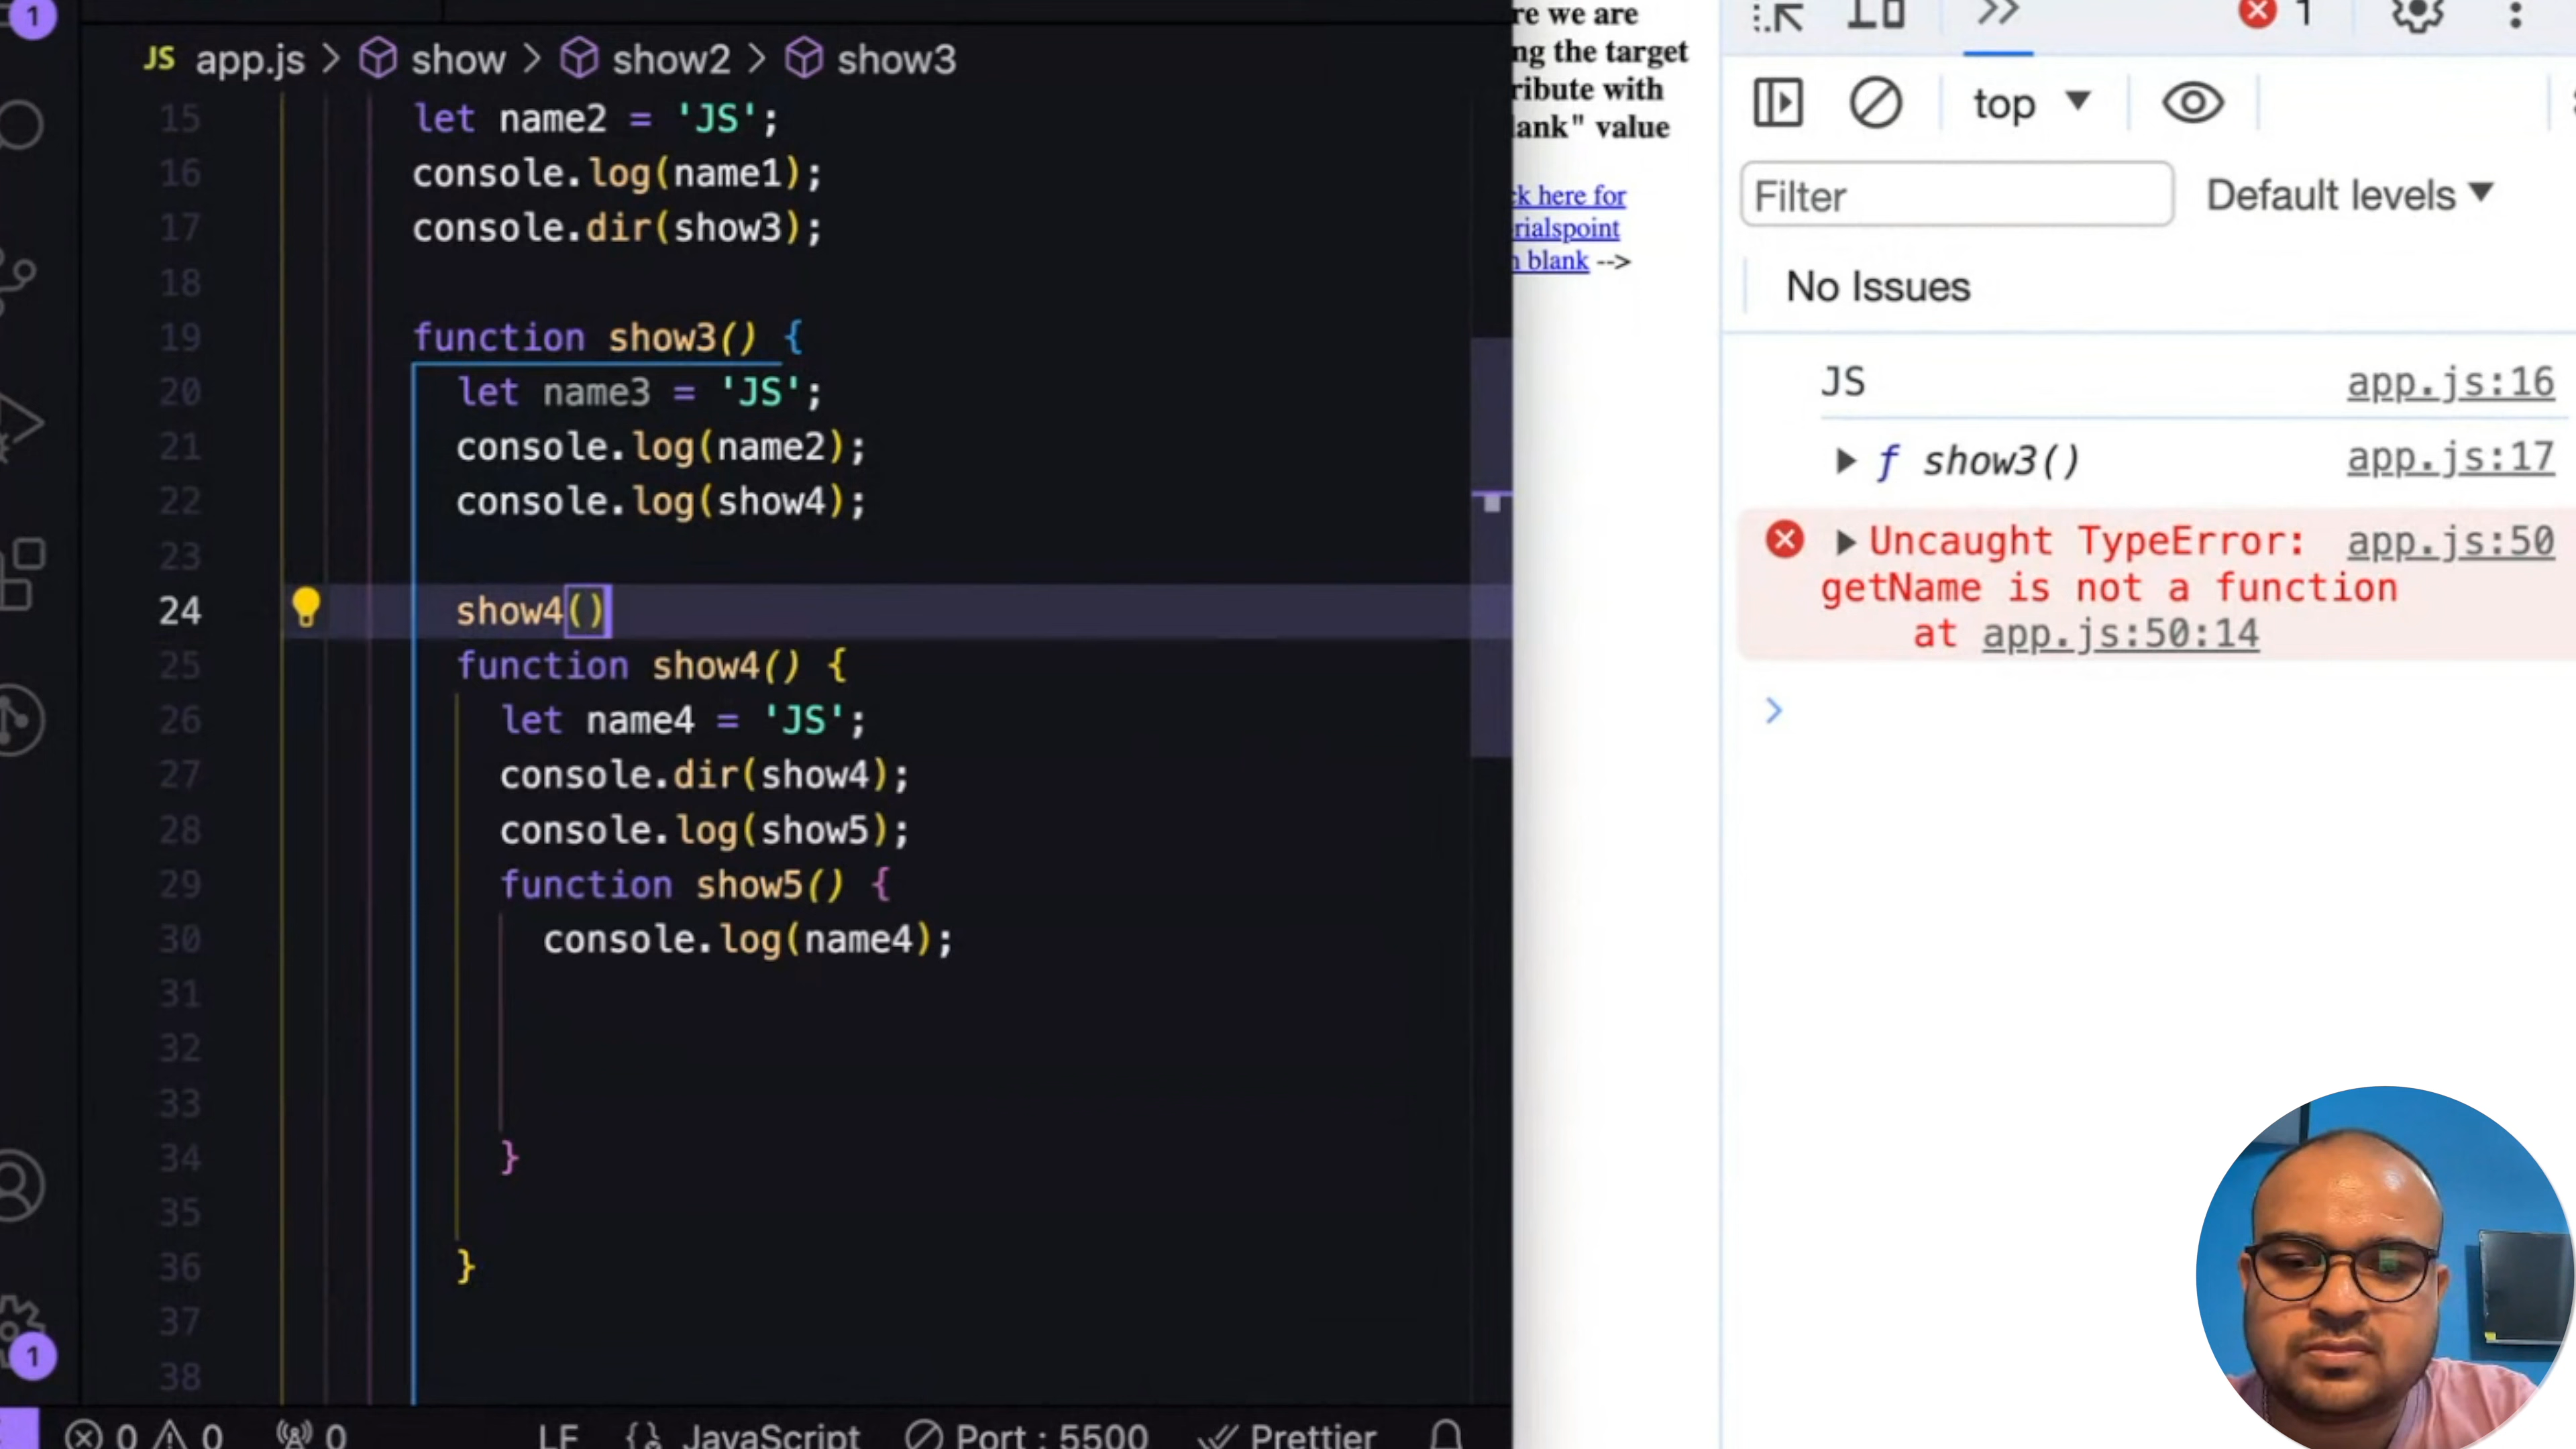 1
JS app.js > show > show2 > show3
15 let name2 = 'JS';
16 console.log(name1);
17 console.dir(show3);
18
19 function show3() {
20 let name3 = 'JS';
21 console.log(name2);
22 console.log(show4);
23
24 show4()
25 function show4() {
26 let name4 = 'JS';
27 console.dir(show4);
28 console.log(show5);
29 function show5() {
30 console.log(name4);
31
32
33
34 }
35
36 }
37
38
1
0 0 0 LF JavaScript Port : 5500 Prettier
we are
the target
with
value
here for
blank -->
1
top
Filter Default levels
No Issues
JS app.js:16
f show3() app.js:17
Uncaught TypeError: app.js:50
getName is not a function
at app.js:50:14
>